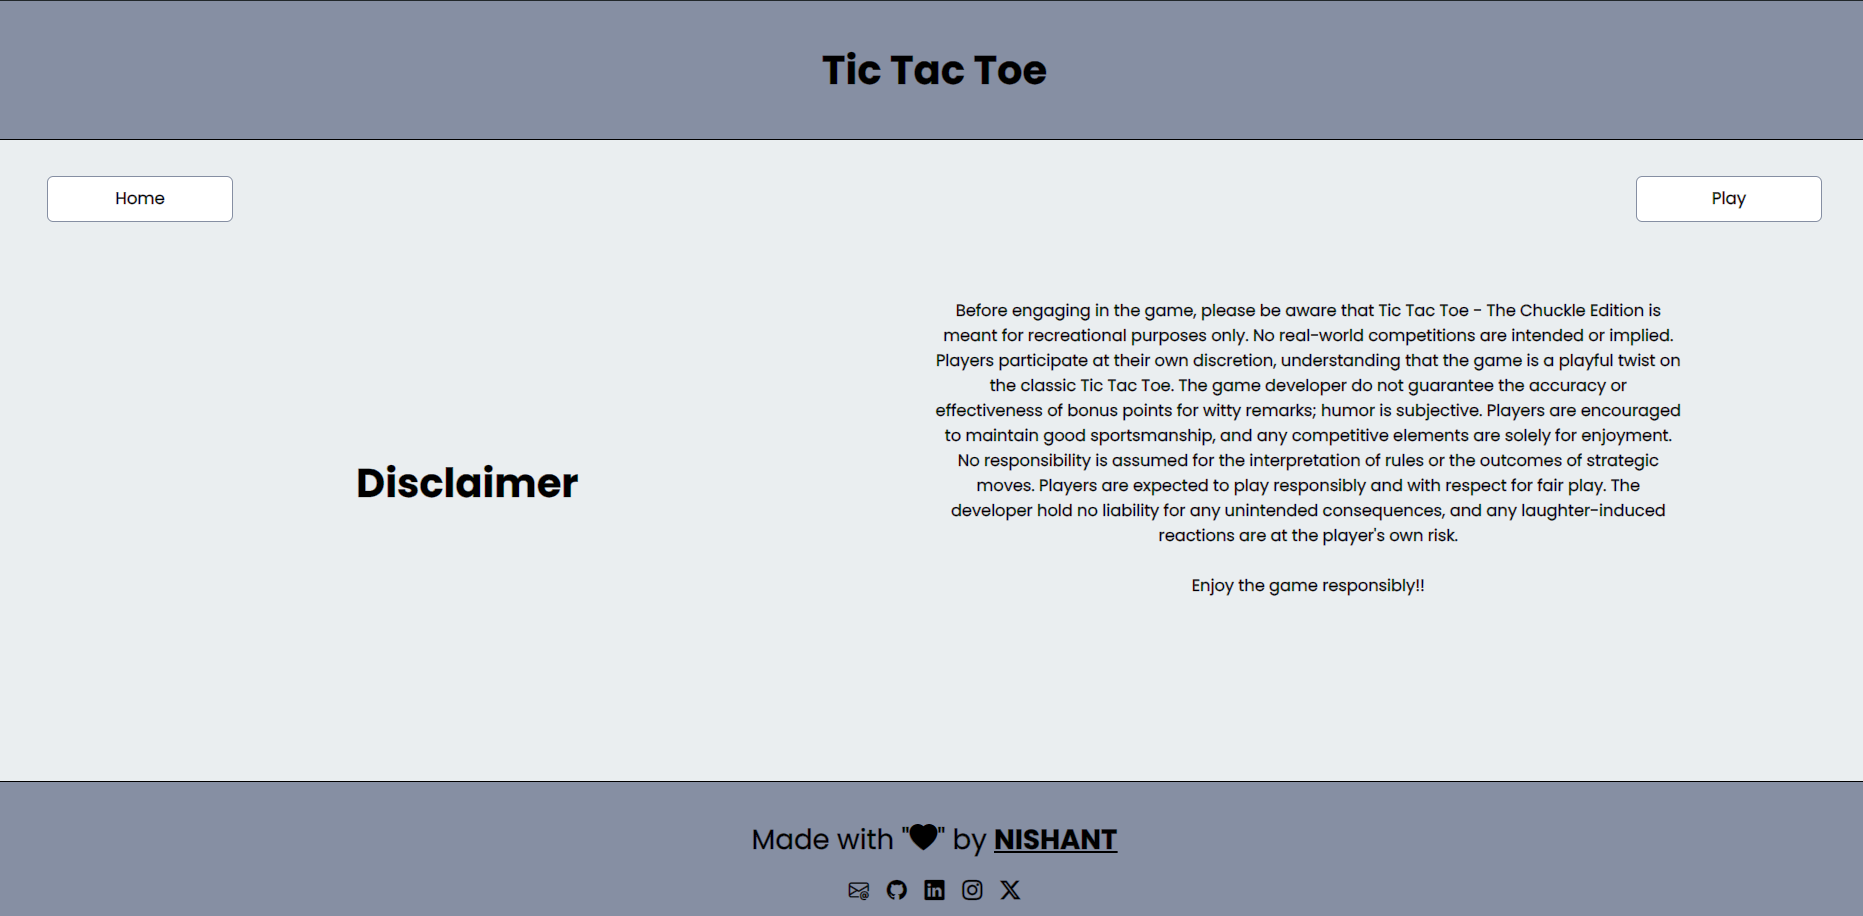 Tic Tac Toe
Home
Play
Disclaimer
Before engaging in the game, please be aware that Tic Tac Toe - The Chuckle Edition is
meant for recreational purposes only. No real-world competitions are intended or implied.
Players participate at their own discretion, understanding that the game is a playful twist on
the classic Tic Tac Toe. The game developer do not guarantee the accuracy or
effectiveness of bonus points for witty remarks; humor is subjective. Players are encouraged
to maintain good sportsmanship, and any competitive elements are solely for enjoyment.
No responsibility is assumed for the interpretation of rules or the outcomes of strategic
moves. Players are expected to play responsibly and with respect for fair play. The
developer hold no liability for any unintended consequences, and any laughter-induced
reactions are at the player's own risk.
Enjoy the game responsibly!!
Made with "♥" by NISHANT